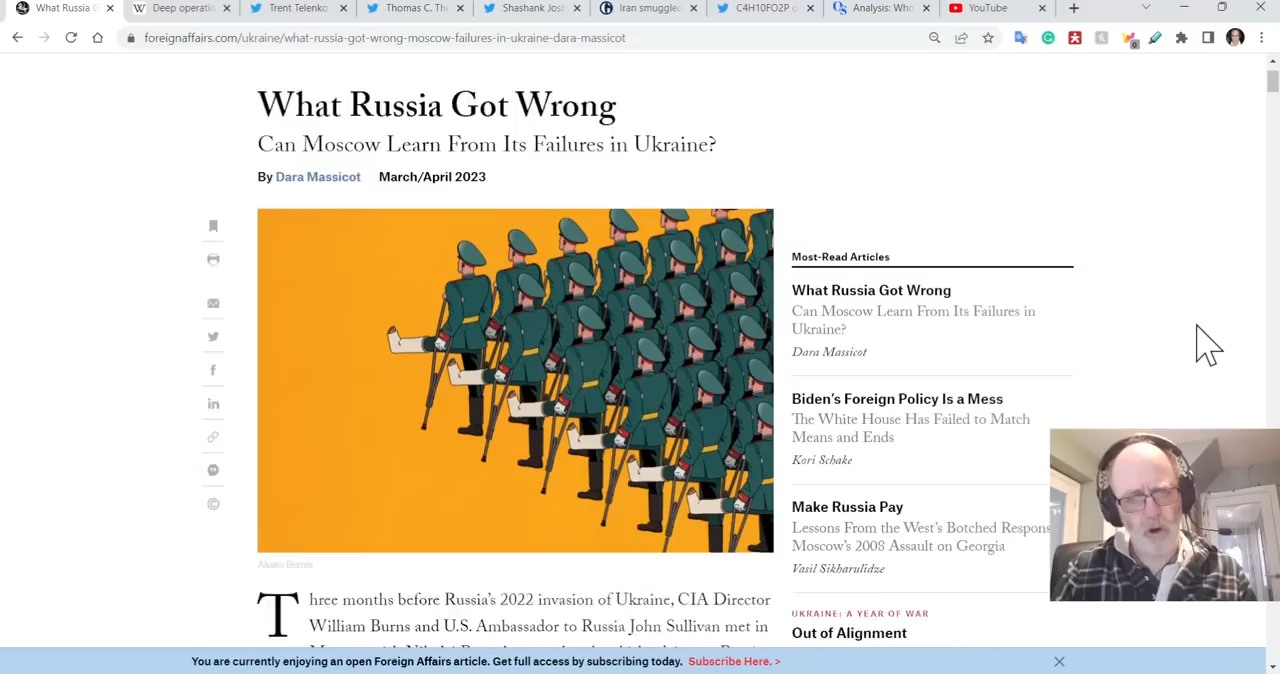 What Russia G
Deep operati
Trent Telenko
Thomas C. The
Shashank Jos
Iran smuggled
C4H10FO2P o
Analysis: Who
YouTube
foreignaffairs.com/ukraine/what-russia-got-wrong-moscow-failures-in-ukraine-dara-massicot
What Russia Got Wrong
Can Moscow Learn From Its Failures in Ukraine?
By Dara Massicot March/April 2023
Most-Read Articles
What Russia Got Wrong
Can Moscow Learn From Its Failures in
Ukraine?
Dara Massicot
Biden's Foreign Policy Is a Mess
The White House Has Failed to Match
Means and Ends
Kori Schake
Make Russia Pay
Lessons From the West's Botched Respons
Moscow's 2008 Assault on Georgia
Vasil Sikharulidze
UKRAINE: A YEAR OF WAR
Out of Alignment
Alvaro Bernis
Three months before Russia's 2022 invasion of Ukraine, CIA Director
William Burns and U.S. Ambassador to Russia John Sullivan met in
You are currently enjoying an open Foreign Affairs article. Get full access by subscribing today. Subscribe Here. >